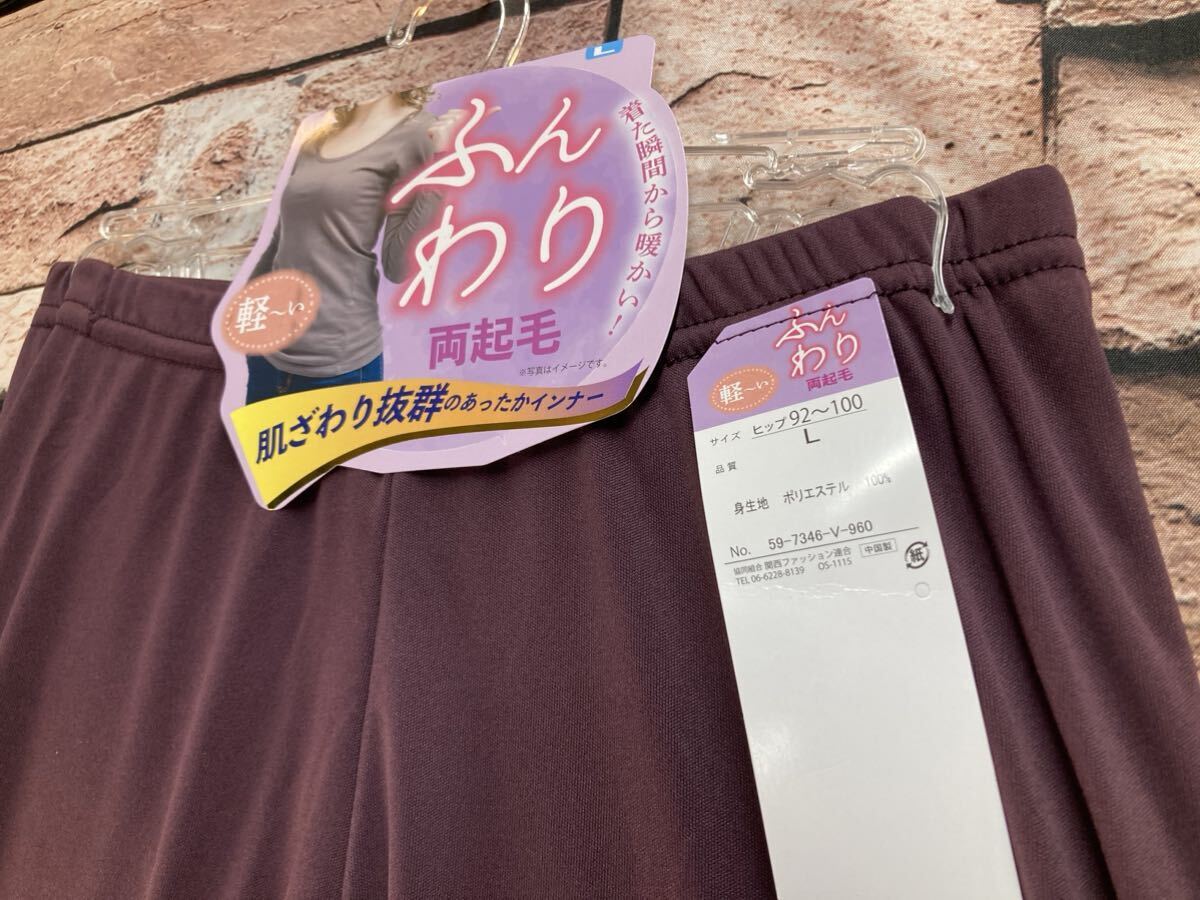 L
着た瞬間から暖かい!
ふん
わり
軽〜い
両起毛
※写真はイメージです。
肌ざわり抜群のあったかインナー
ふん
わり
軽〜い
両起毛
サイズ ヒップ92〜100
L
品質
身生地 ポリエステル 100%
No. 59-7346-V-960
協同組合 関西ファッション連合 中国製
TEL 06-6228-8139 OS-1115
紙